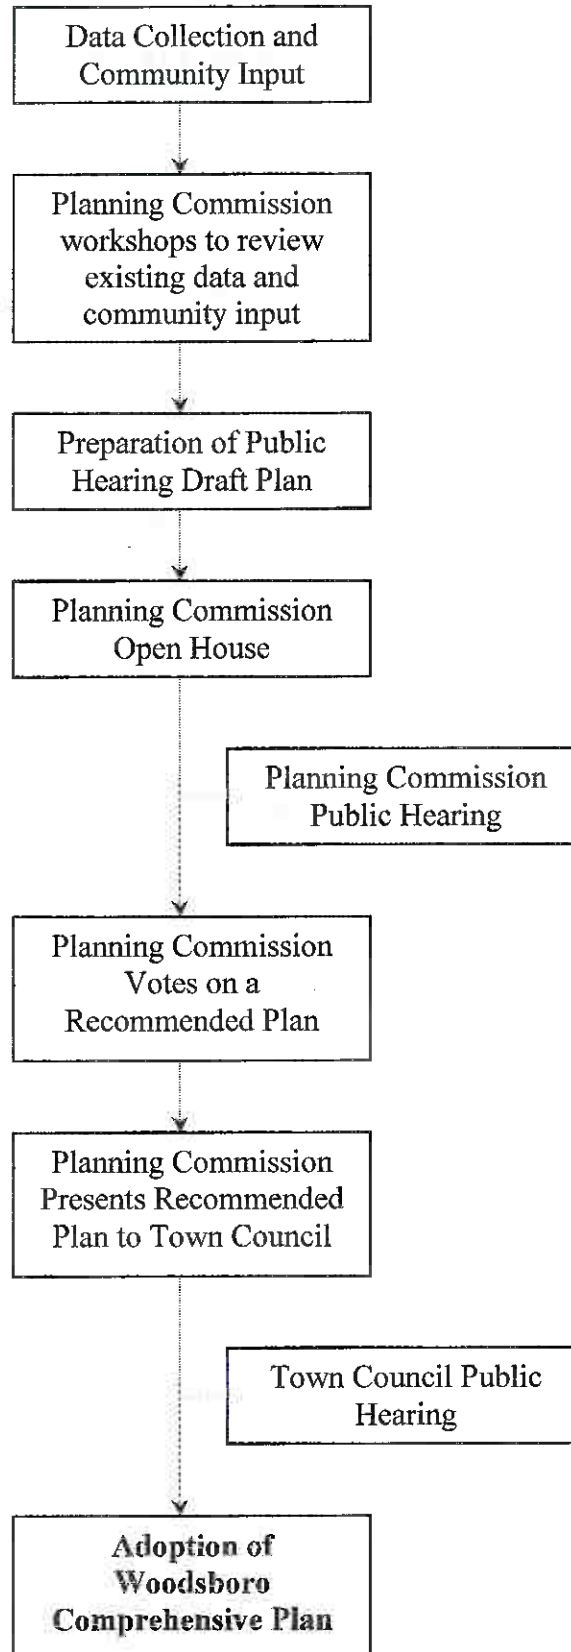 Data Collection and
Community Input
Planning Commission
workshops to review
existing data and
community input
Preparation of Public
Hearing Draft Plan
Planning Commission
Open House
Planning Commission
Public Hearing
Planning Commission
Votes on a
Recommended Plan
Planning Commission
Presents Recommended
Plan to Town Council
Town Council Public
Hearing
Adoption of
Woodsboro
Comprehensive Plan